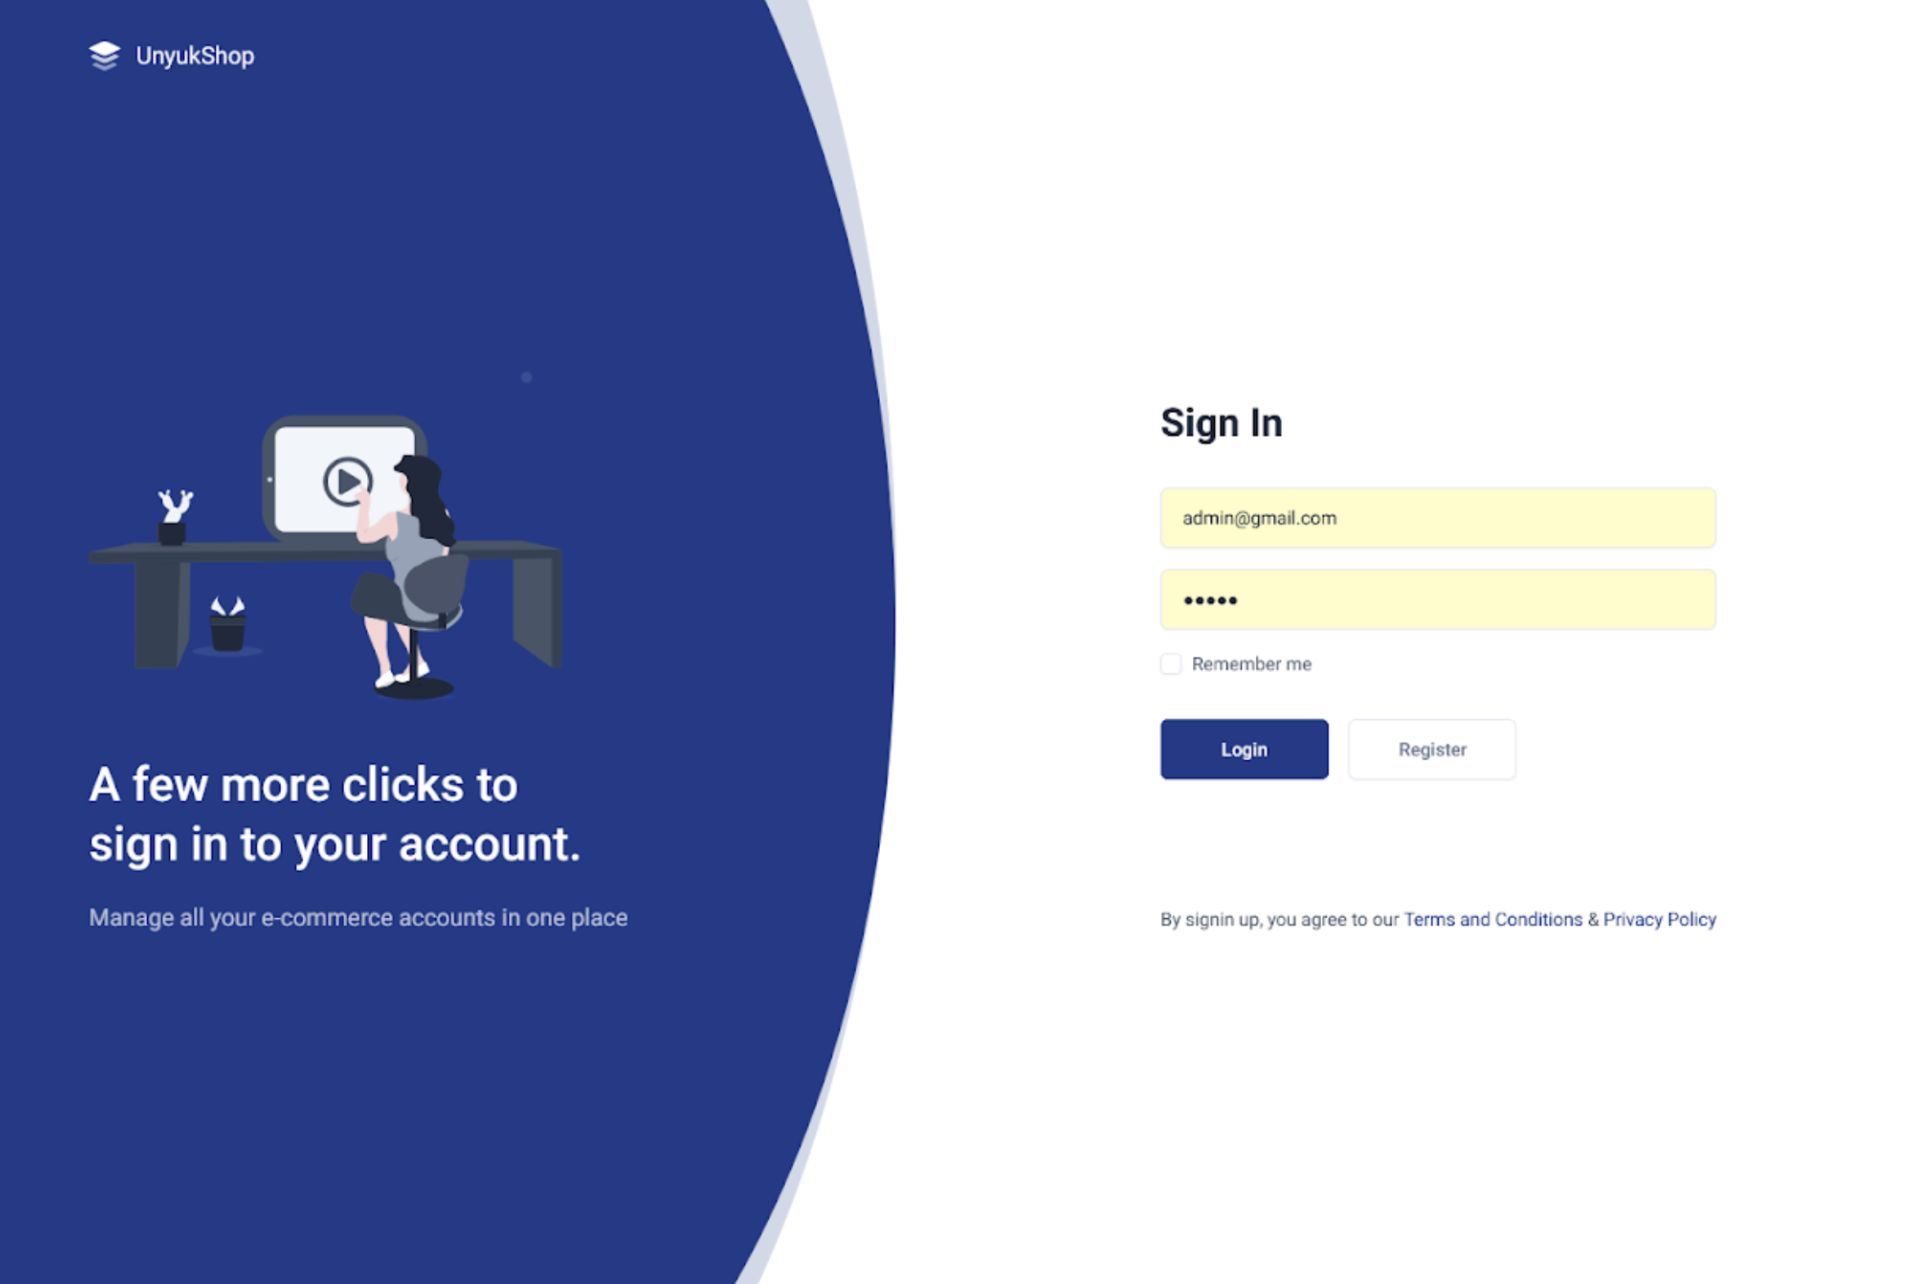 UnyukShop
A few more clicks to
sign in to your account.
Manage all your e-commerce accounts in one place
Sign In
admin@gmail.com
•••••
Remember me
Login
Register
By signin up, you agree to our Terms and Conditions & Privacy Policy